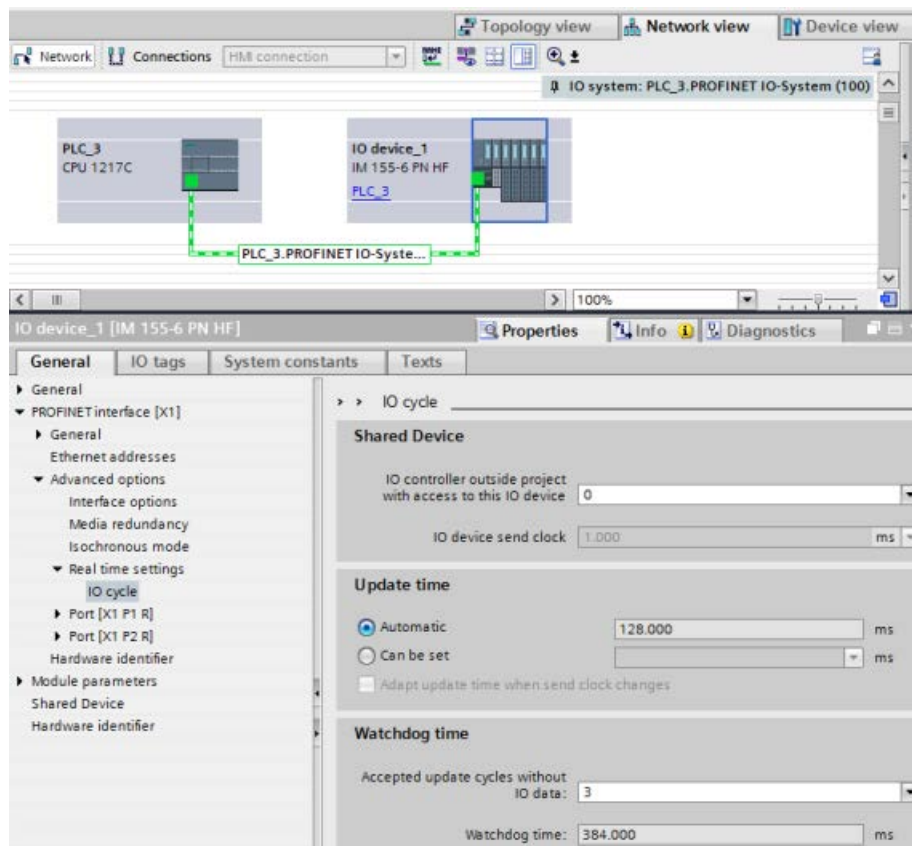 Topology view Network view Device view
Network Connections HMI connection
IO system: PLC_3.PROFINET IO-System (100)
PLC_3
CPU 1217C
IO device_1
IM 155-6 PN HF
PLC_3
PLC_3.PROFINET IO-Syste...
100%
IO device_1 [IM 155-6 PN HF] Properties Info Diagnostics
General IO tags System constants Texts
General
PROFINET interface [X1]
General
Ethernet addresses
Advanced options
Interface options
Media redundancy
Isochronous mode
Real time settings
IO cycle
Port [X1 P1 R]
Port [X1 P2 R]
Hardware identifier
Module parameters
Shared Device
Hardware identifier
> > IO cycle
Shared Device
IO controller outside project
with access to this IO device 0
IO device send clock 1.000 ms
Update time
Automatic 128.000 ms
Can be set ms
Adapt update time when send clock changes
Watchdog time
Accepted update cycles without
IO data: 3
Watchdog time: 384.000 ms